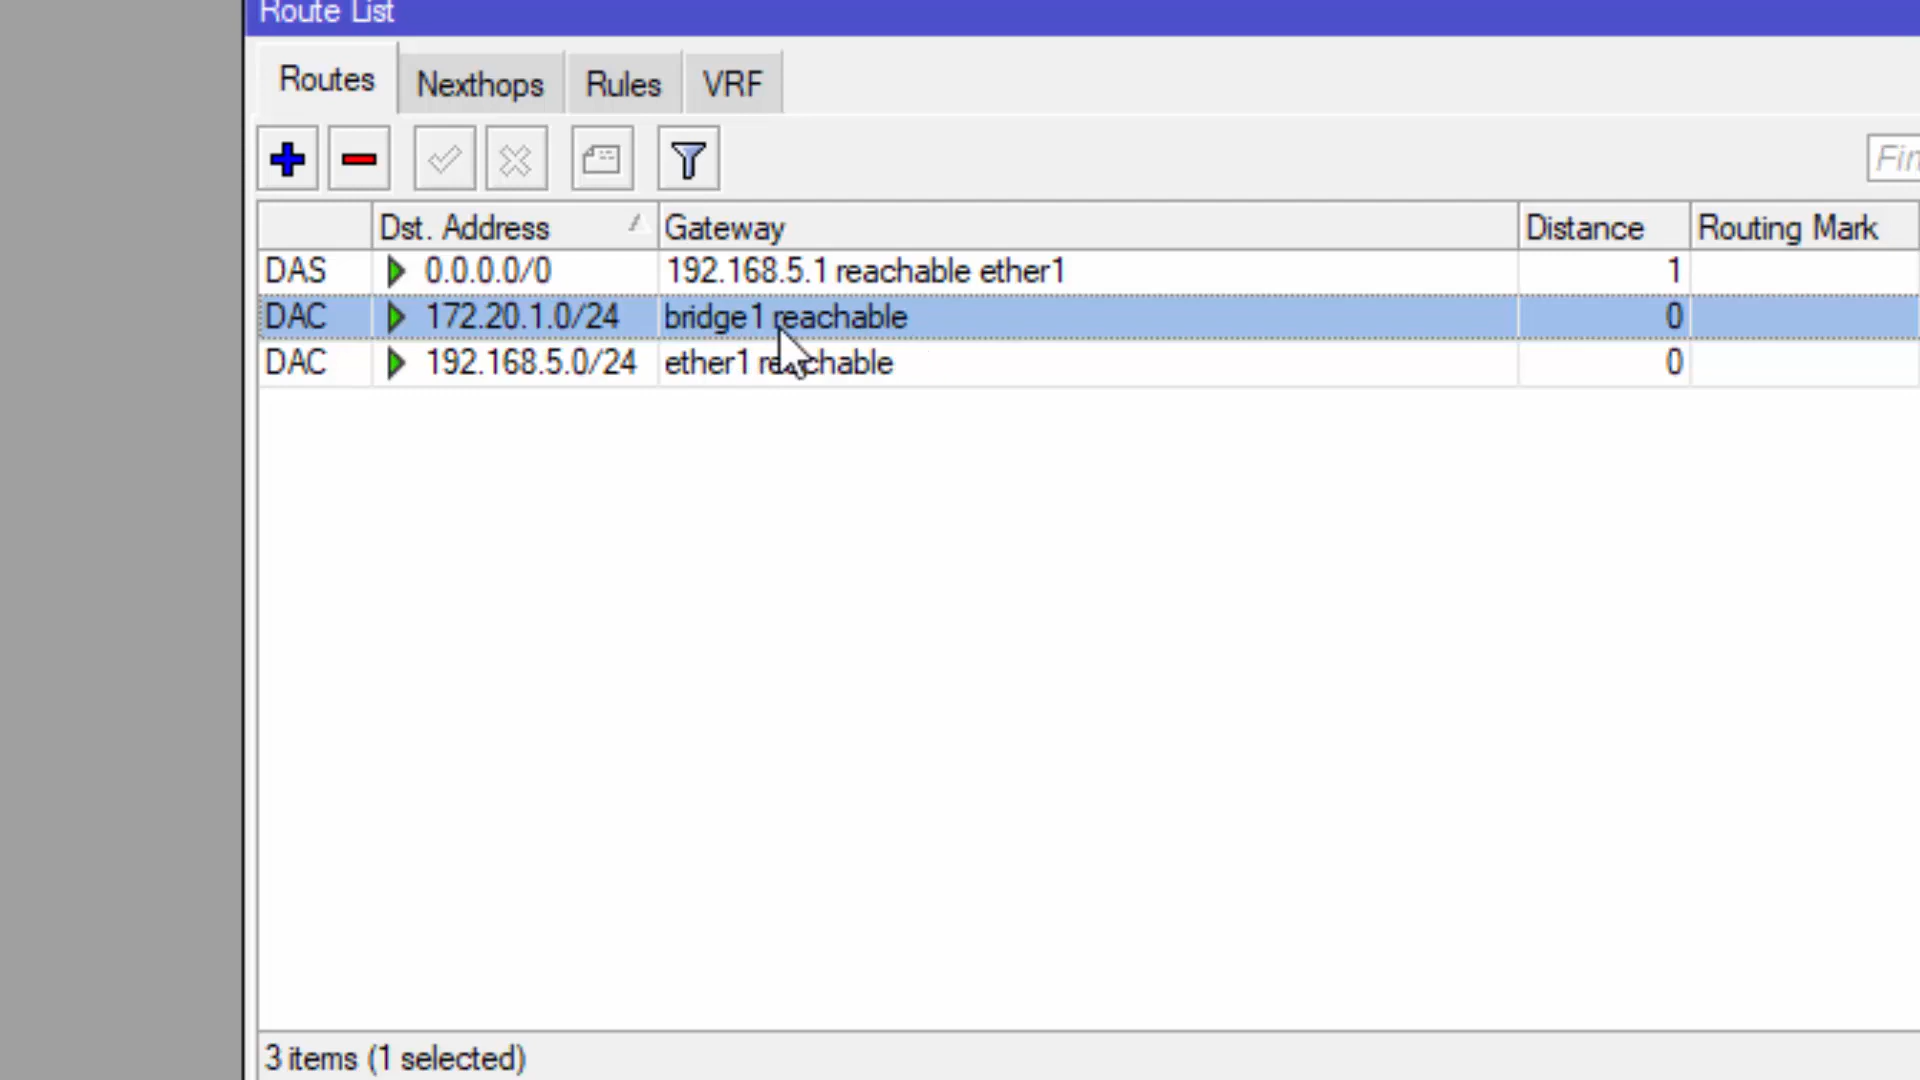 Route List
Routes Nexthops Rules VRF
Fin
Dst. Address Gateway Distance Routing Mark
DAS 0.0.0.0/0 192.168.5.1 reachable ether1 1
DAC 172.20.1.0/24 bridge1 reachable 0
DAC 192.168.5.0/24 ether1 reachable 0
3 items (1 selected)